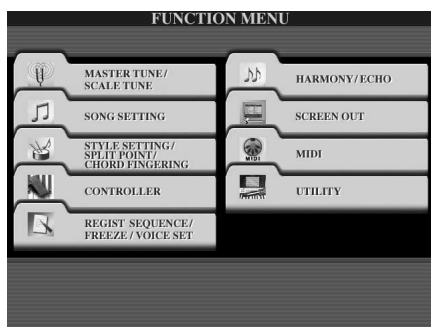 FUNCTION MENU
MASTER TUNE/
SCALE TUNE
SONG SETTING
STYLE SETTING/
SPLIT POINT/
CHORD FINGERING
CONTROLLER
REGIST SEQUENCE/
FREEZE / VOICE SET
HARMONY/ ECHO
SCREEN OUT
MIDI
MIDI
UTILITY